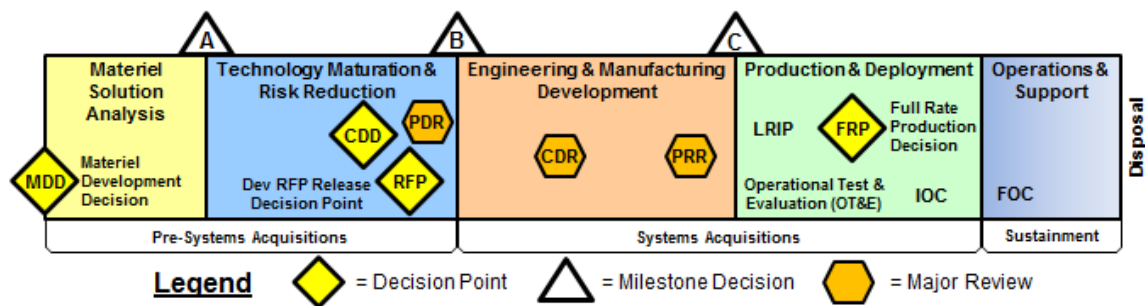 A
B
C
Materiel
Solution
Analysis
Technology Maturation &
Risk Reduction
Engineering & Manufacturing
Development
Production & Deployment
Operations &
Support
Disposal
CDD
PDR
CDR
PRR
LRIP
FRP
Full Rate
Production
Decision
MDD
Materiel
Development
Decision
Dev RFP Release
Decision Point
RFP
Operational Test &
Evaluation (OT&E)
IOC
FOC
Pre-Systems Acquisitions
Systems Acquisitions
Sustainment
Legend
= Decision Point
= Milestone Decision
= Major Review